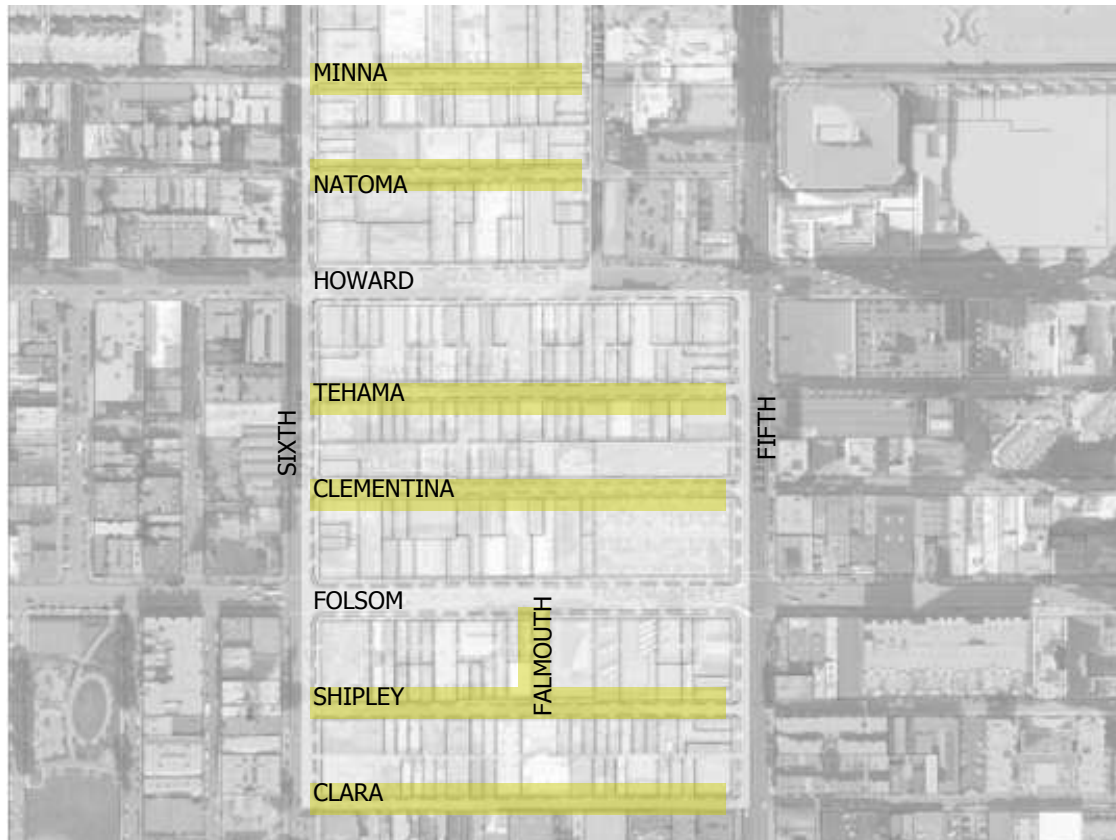 MINNA
NATOMA
HOWARD
TEHAMA
SIXTH
FIFTH
CLEMENTINA
FOLSOM
FALMOUTH
SHIPLEY
CLARA